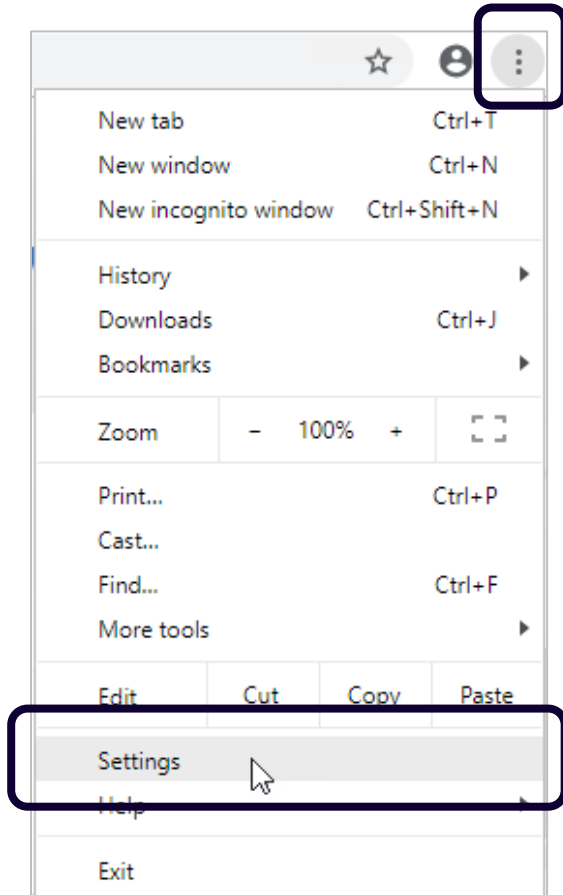 New tab Ctrl+T
New window Ctrl+N
New incognito window Ctrl+Shift+N
History
Downloads Ctrl+J
Bookmarks
Zoom - 100% +
Print... Ctrl+P
Cast...
Find... Ctrl+F
More tools
Edit Cut Copy Paste
Settings
Help
Exit